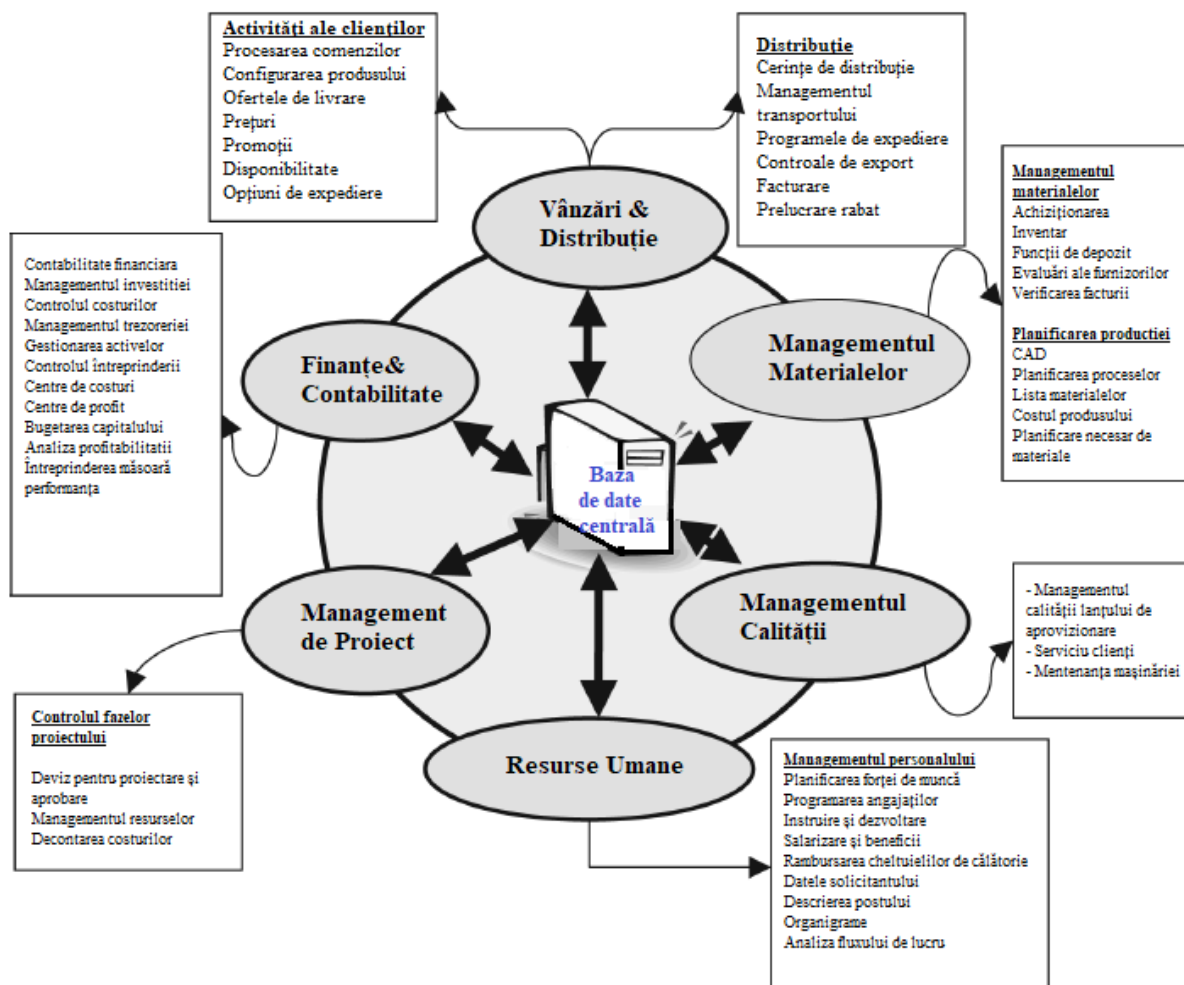 Activități ale clienților
Procesarea comenzilor
Configurarea produsului
Ofertele de livrare
Prețuri
Promoții
Disponibilitate
Opțiuni de expediere
Distribuție
Cerințe de distribuție
Managementul
transportului
Programele de expediere
Controale de export
Facturare
Prelucrare rabat
Managementul
materialelor
Achiziționarea
Inventar
Funcții de depozit
Evaluări ale furnizorilor
Verificarea facturii
Planificarea productiei
CAD
Planificarea proceselor
Lista materialelor
Costul produsului
Planificare necesar de
materiale
Vânzări &
Distribuție
Contabilitate financiara
Managementul investitiei
Controlul costurilor
Managementul trezoreriei
Gestionarea activelor
Controlul întreprinderii
Centre de costuri
Centre de profit
Bugetarea capitalului
Analiza profitabilitatii
Întreprinderea măsoară
performanța
Finanțe&
Contabilitate
Managementul
Materialelor
Baza
de date
centrală
Management
de Proiect
Managementul
Calității
- Managementul
calității lanțului de
aprovizionare
- Serviciu clienți
- Mentenanța mașinăriei
Controlul fazelor
proiectului
Deviz pentru proiectare și
aprobare
Managementul resurselor
Decontarea costurilor
Resurse Umane
Managementul personalului
Planificarea forței de muncă
Programarea angajaților
Instruire și dezvoltare
Salarizare și beneficii
Rambursarea cheltuielilor de călătorie
Datele solicitantului
Descrierea postului
Organigrame
Analiza fluxului de lucru